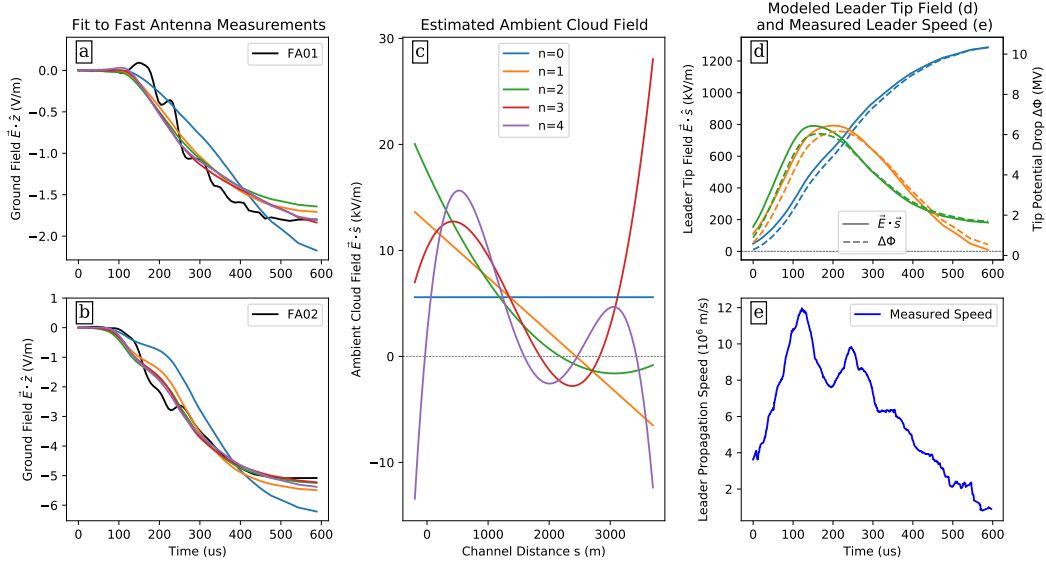 Fit to Fast Antenna Measurements
a
FA01
Ground Field E⃗ · ẑ (V/m)
0.0
−0.5
−1.0
−1.5
−2.0
0 100 200 300 400 500 600
b
FA02
Ground Field E⃗ · ẑ (V/m)
1
0
−1
−2
−3
−4
−5
−6
0 100 200 300 400 500 600
Time (us)
Estimated Ambient Cloud Field
c
n=0
n=1
n=2
n=3
n=4
Ambient Cloud Field E⃗ · s⃗ (kV/m)
30
20
10
0
−10
0 1000 2000 3000
Channel Distance s (m)
Modeled Leader Tip Field (d)
and Measured Leader Speed (e)
d
Leader Tip Field E⃗ · s⃗ (kV/m)
1200
1000
800
600
400
200
0
E⃗ · s⃗
ΔΦ
10
8
6
4
2
0
Tip Potential Drop ΔΦ (MV)
0 100 200 300 400 500 600
e
Measured Speed
Leader Propagation Speed (10⁶ m/s)
12
10
8
6
4
2
0 100 200 300 400 500 600
Time (us)